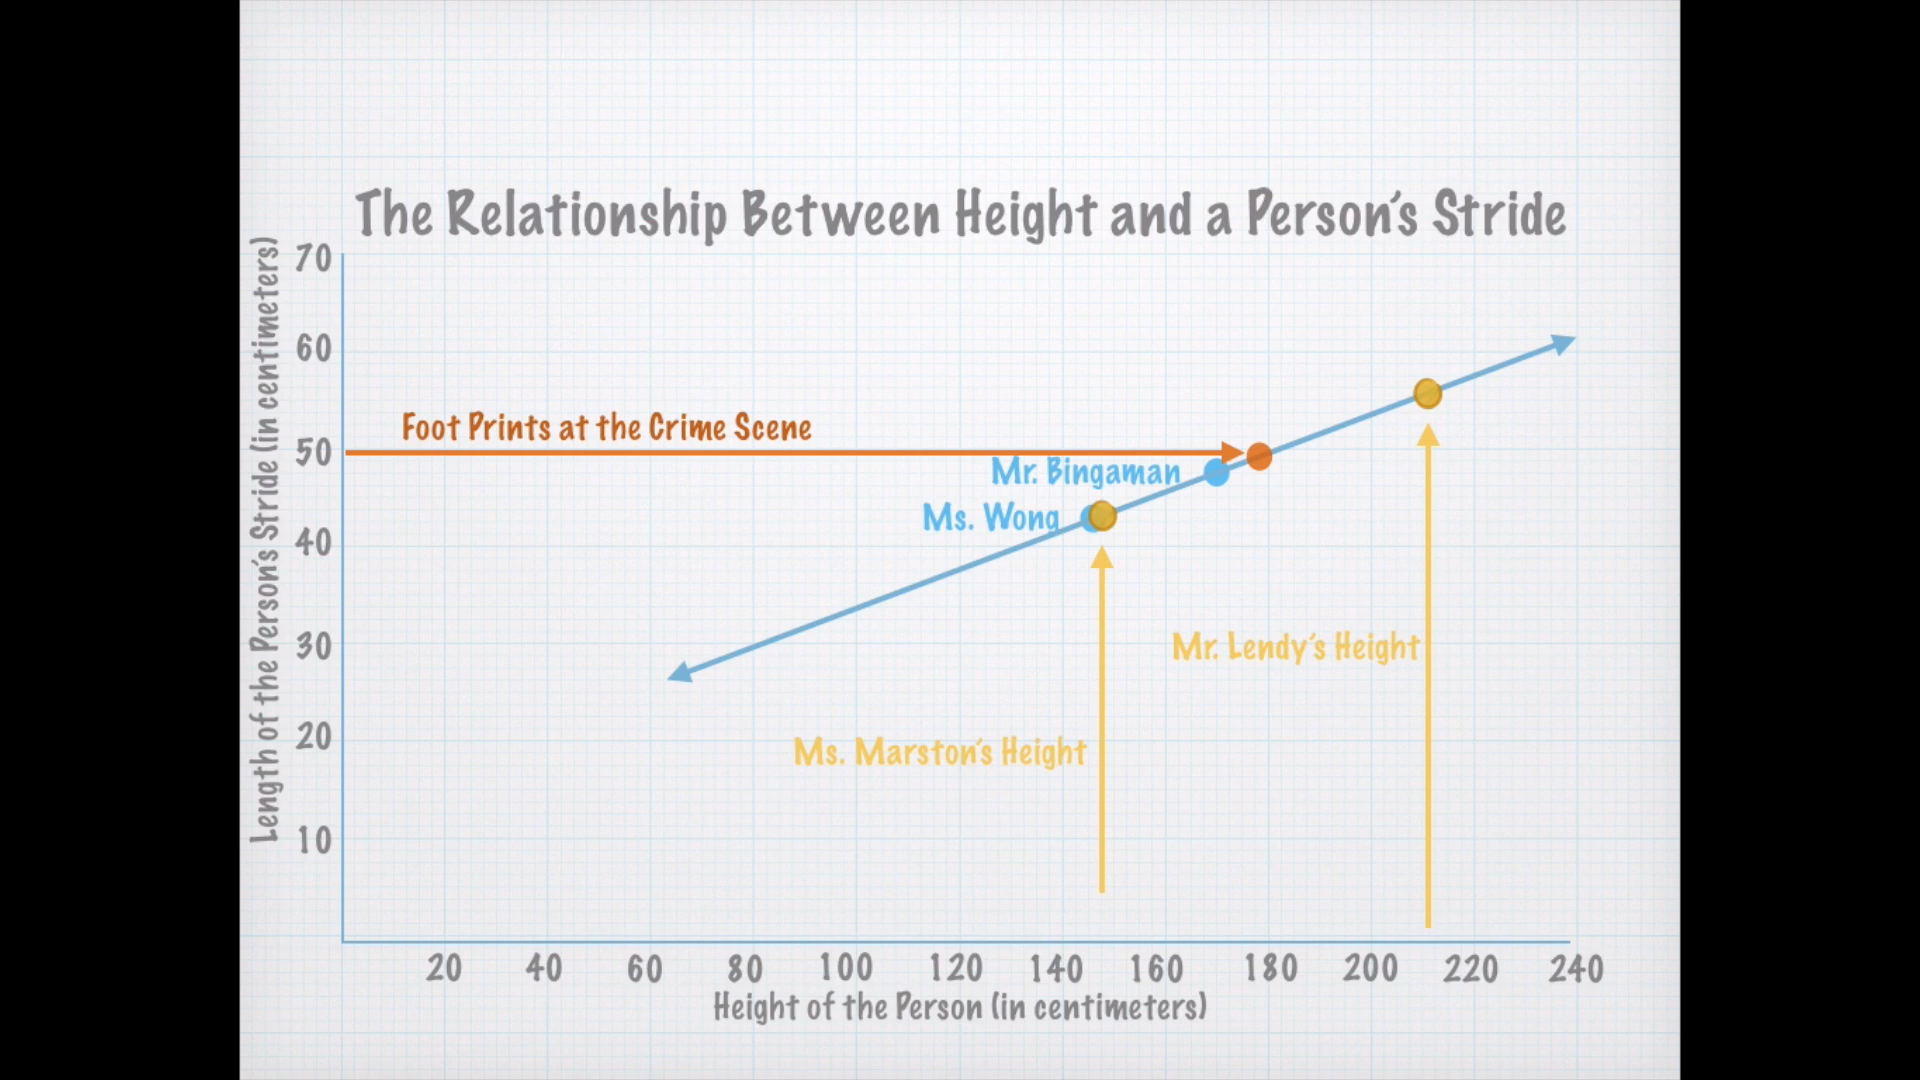 The Relationship Between Height and a Person's Stride
Length of the Person's Stride (in centimeters)
70
60
50
40
30
20
10
Foot Prints at the Crime Scene
Mr. Bingaman
Ms. Wong
Mr. Lendy's Height
Ms. Marston's Height
20 40 60 80 100 120 140 160 180 200 220 240
Height of the Person (in centimeters)